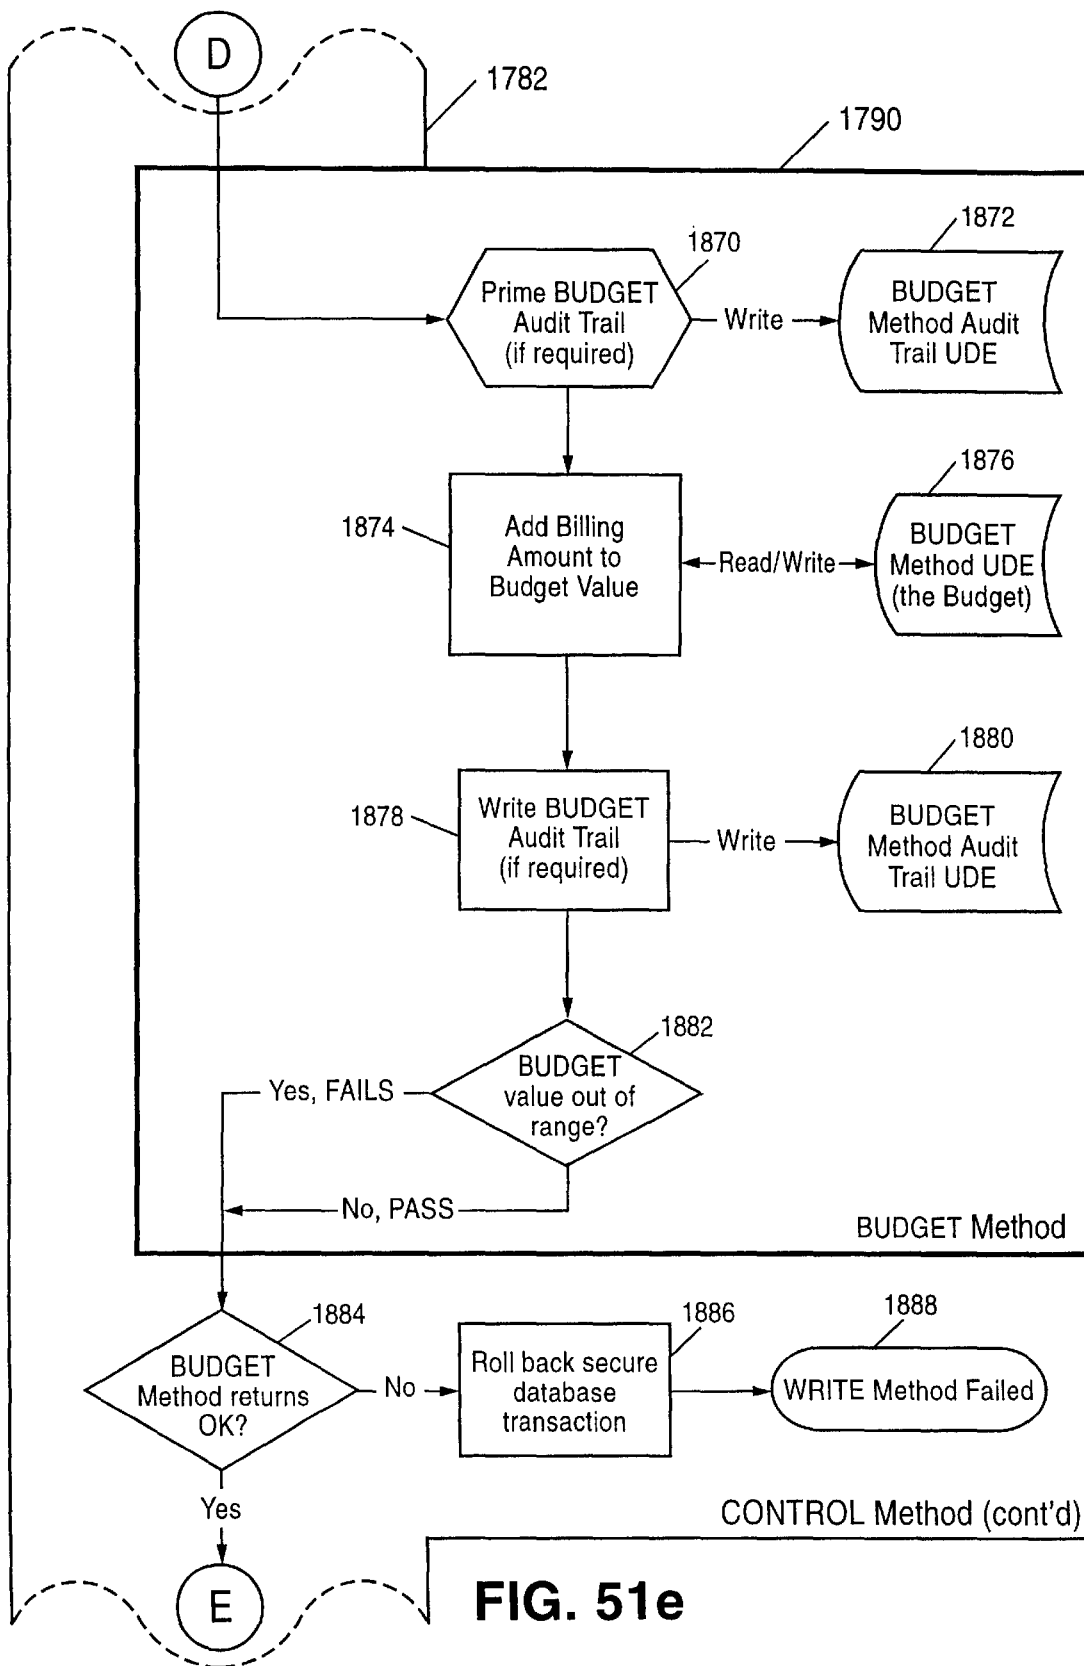 D
1782
1790
1870
1872
Prime BUDGET
Audit Trail
(if required)
Write
BUDGET
Method Audit
Trail UDE
1874
Add Billing
Amount to
Budget Value
Read/Write
1876
BUDGET
Method UDE
(the Budget)
1878
Write BUDGET
Audit Trail
(if required)
Write
1880
BUDGET
Method Audit
Trail UDE
1882
BUDGET
value out of
range?
Yes, FAILS
No, PASS
BUDGET Method
1884
BUDGET
Method returns
OK?
No
1886
Roll back secure
database
transaction
1888
WRITE Method Failed
Yes
CONTROL Method (cont'd)
E
FIG. 51e